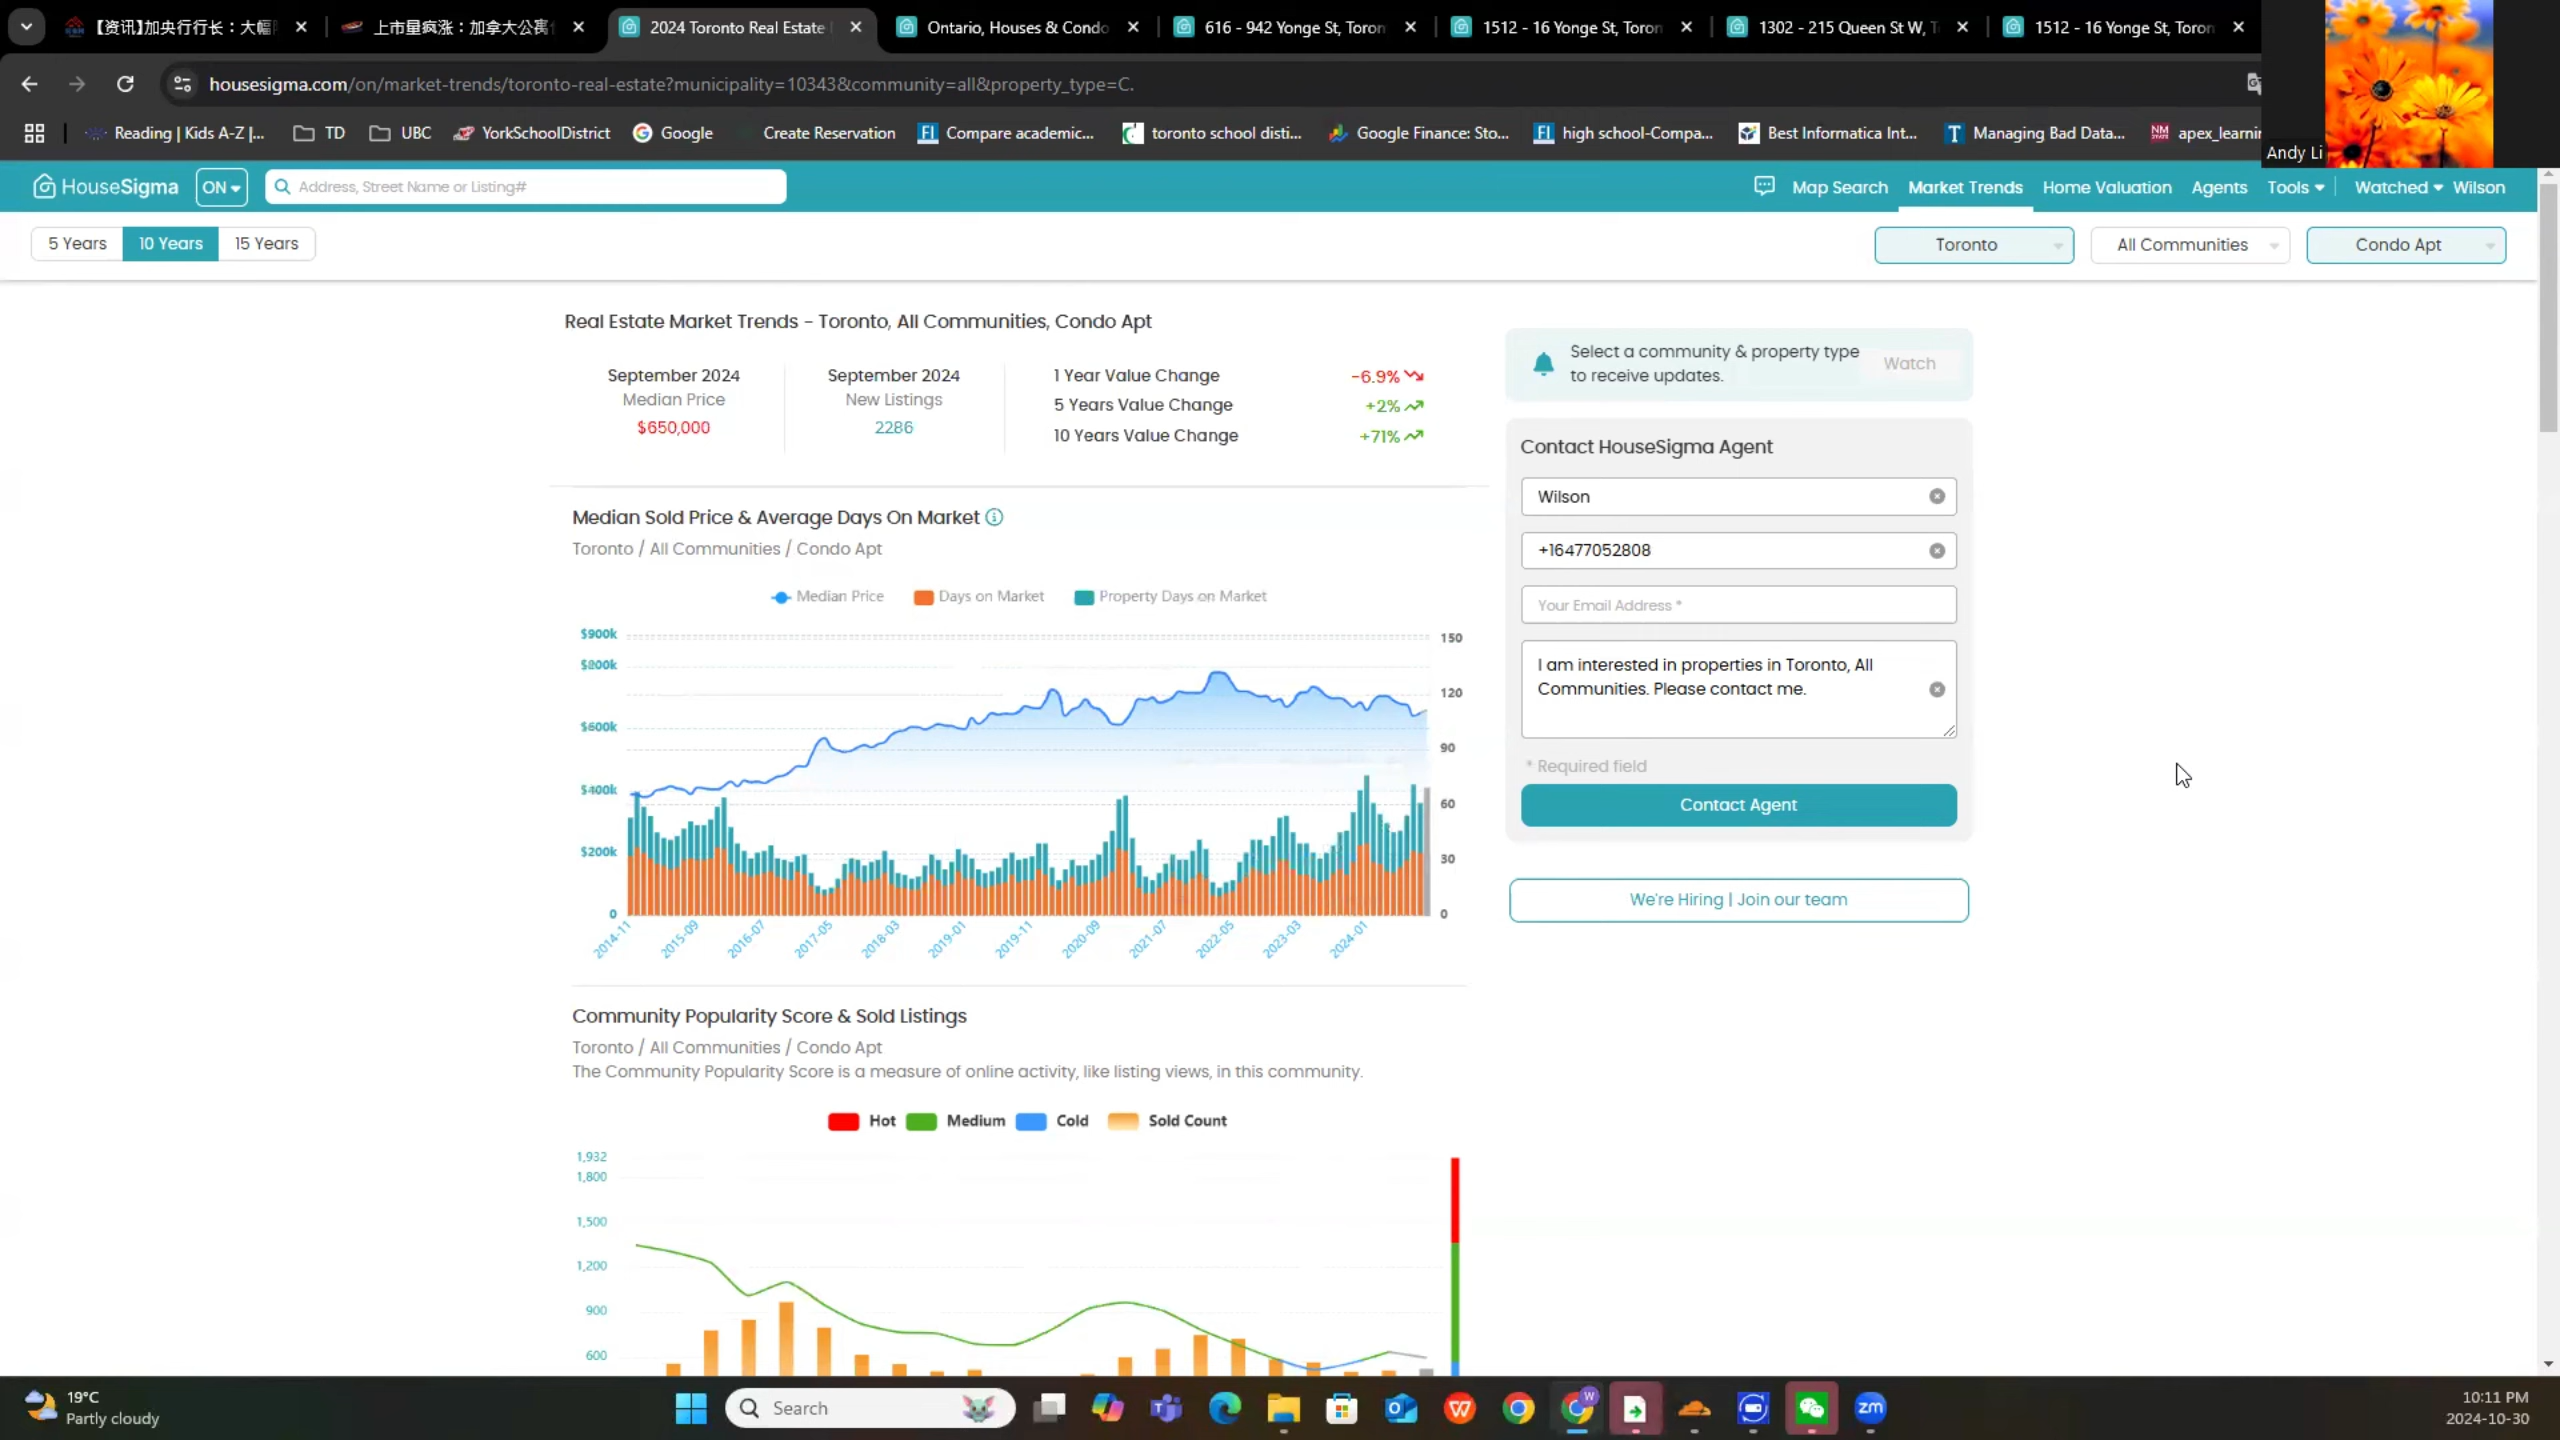 【资讯】加央行行长：大幅
上市量疯涨：加拿大公寓
2024 Toronto Real Estate
Ontario, Houses & Condo
616 - 942 Yonge St, Toron
1512 - 16 Yonge St, Toron
1302 - 215 Queen St W, T
1512 - 16 Yonge St, Toron
housesigma.com/on/market-trends/toronto-real-estate?municipality=10343&community=all&property_type=C.
Reading | Kids A-Z |...
TD
UBC
YorkSchoolDistrict
Google
Create Reservation
Compare academic...
toronto school disti...
Google Finance: Sto...
high school-Compa...
Best Informatica Int...
Managing Bad Data...
apex_learnin
Andy Li
HouseSigma
ON
Address, Street Name or Listing#
Map Search
Market Trends
Home Valuation
Agents
Tools
Watched
Wilson
5 Years
10 Years
15 Years
Toronto
All Communities
Condo Apt
Real Estate Market Trends - Toronto, All Communities, Condo Apt
September 2024
Median Price
$650,000
September 2024
New Listings
2286
1 Year Value Change -6.9%
5 Years Value Change +2%
10 Years Value Change +71%
Select a community & property type
to receive updates.
Watch
Contact HouseSigma Agent
Wilson
+16477052808
Your Email Address *
I am interested in properties in Toronto, All
Communities. Please contact me.
* Required field
Contact Agent
We're Hiring | Join our team
Median Sold Price & Average Days On Market
Toronto / All Communities / Condo Apt
Median Price
Days on Market
Property Days on Market
$900k
$800k
$600k
$400k
$200k
0
150
120
90
60
30
0
2014-11
2015-09
2016-07
2017-05
2018-03
2019-01
2019-11
2020-09
2021-07
2022-05
2023-03
2024-01
Community Popularity Score & Sold Listings
Toronto / All Communities / Condo Apt
The Community Popularity Score is a measure of online activity, like listing views, in this community.
Hot
Medium
Cold
Sold Count
1,932
1,800
1,500
1,200
900
600
19°C
Partly cloudy
Search
zm
10:11 PM
2024-10-30